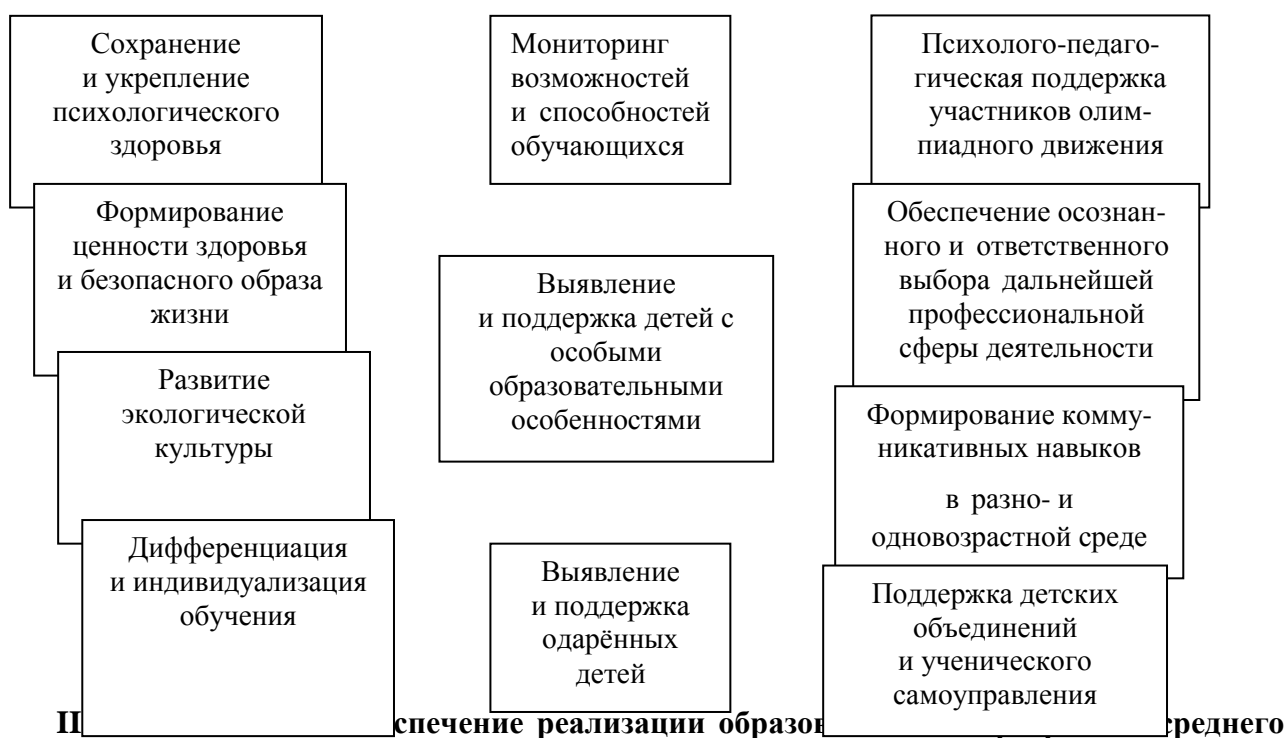 Сохранение
и укрепление
психологического
здоровья
Формирование
ценности здоровья
и безопасного образа
жизни
Развитие
экологической
культуры
Дифференциация
и индивидуализация
обучения
Мониторинг
возможностей
и способностей
обучающихся
Выявление
и поддержка детей с
особыми
образовательными
особенностями
Выявление
и поддержка
одарённых
детей
Психолого-педаго-
гическая поддержка
участников олим-
пиадного движения
Обеспечение осознан-
ного и ответственного
выбора дальнейшей
профессиональной
сферы деятельности
Формирование комму-
никативных навыков
в разно- и
одновозрастной среде
Поддержка детских
объединений
и ученического
самоуправления
спечение реализации образов среднего